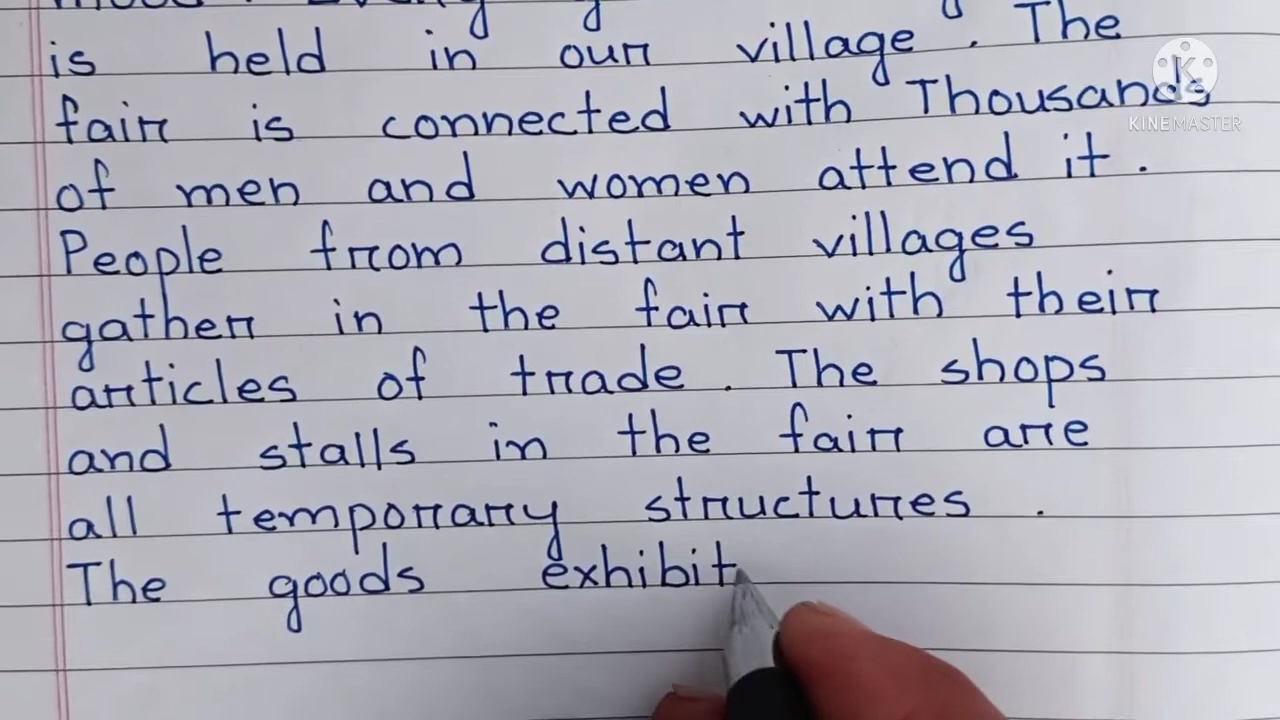 is held in our village. The
fair is connected with Thousands
of men and women attend it.
People from distant villages
gather in the fair with their
articles of trade. The shops
and stalls in the fair are
all temporary structures.
The goods exhibit
K
KINEMASTER